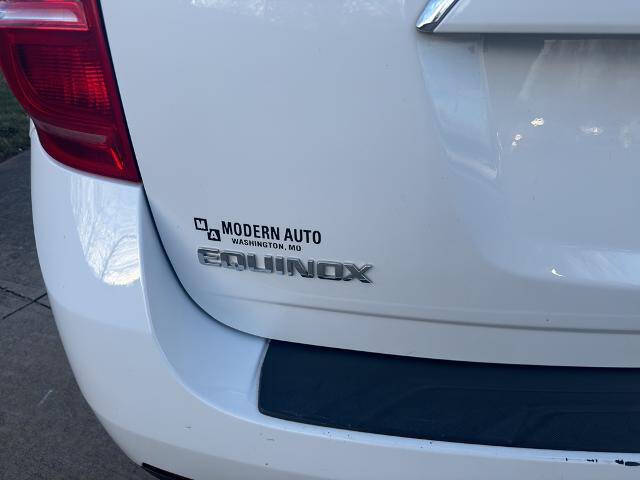 MA MODERN AUTO
WASHINGTON, MO
EQUINOX